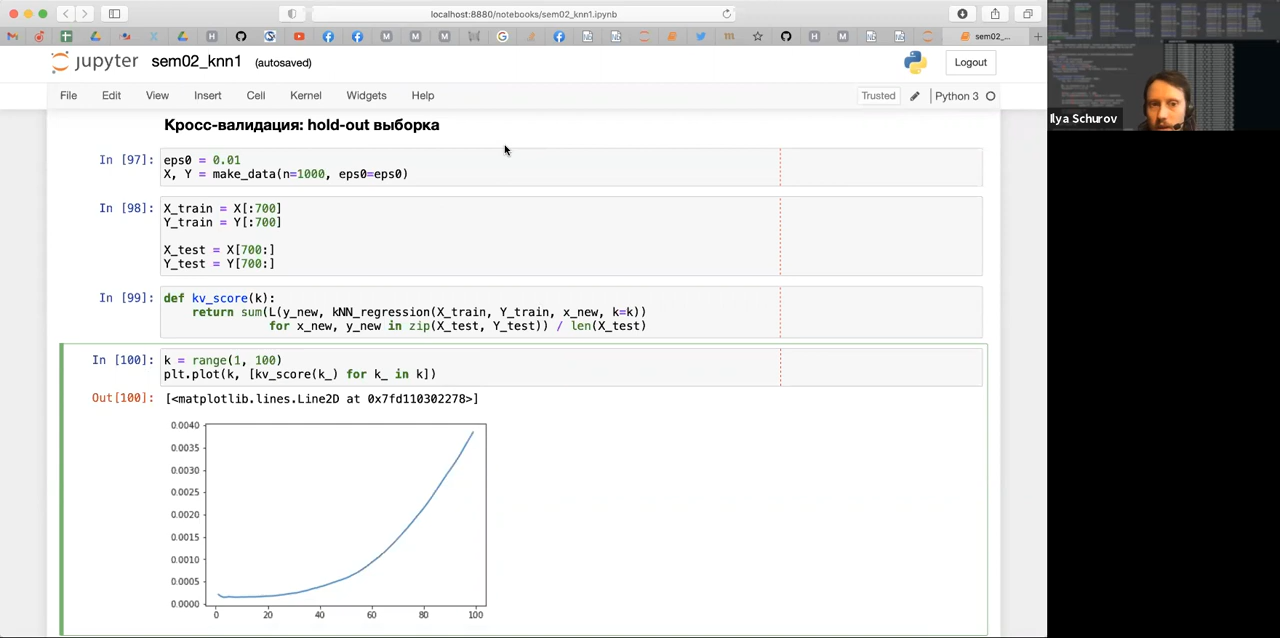 localhost:8880/notebooks/sem02_knn1.ipynb
sem02_...
jupyter sem02_knn1 (autosaved)
Logout
File Edit View Insert Cell Kernel Widgets Help
Trusted
Python 3
Ilya Schurov
Кросс-валидация: hold-out выборка
In [97]:
eps0 = 0.01
X, Y = make_data(n=1000, eps0=eps0)
In [98]:
X_train = X[:700]
Y_train = Y[:700]
X_test = X[700:]
Y_test = Y[700:]
In [99]:
def kv_score(k):
return sum(L(y_new, kNN_regression(X_train, Y_train, x_new, k=k))
for x_new, y_new in zip(X_test, Y_test)) / len(X_test)
In [100]:
k = range(1, 100)
plt.plot(k, [kv_score(k_) for k_ in k])
Out[100]:
[<matplotlib.lines.Line2D at 0x7fd110302278>]
0.0040
0.0035
0.0030
0.0025
0.0020
0.0015
0.0010
0.0005
0.0000
0 20 40 60 80 100